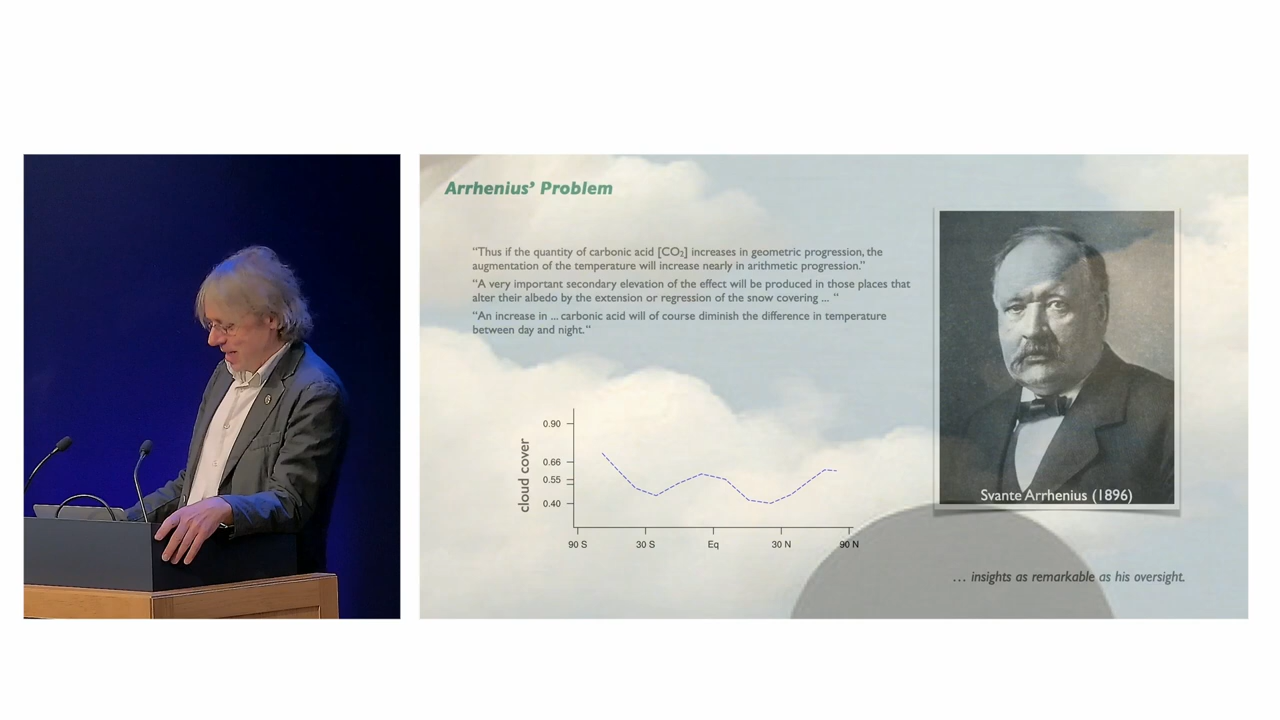 Arrhenius’ Problem
“Thus if the quantity of carbonic acid [CO₂] increases in geometric progression, the
augmentation of the temperature will increase nearly in arithmetic progression.”
“A very important secondary elevation of the effect will be produced in those places that
alter their albedo by the extension or regression of the snow covering ... “
“An increase in ... carbonic acid will of course diminish the difference in temperature
between day and night.“
cloud cover
0.90
0.66
0.55
0.40
90 S
30 S
Eq
30 N
90 N
Svante Arrhenius (1896)
… insights as remarkable as his oversight.